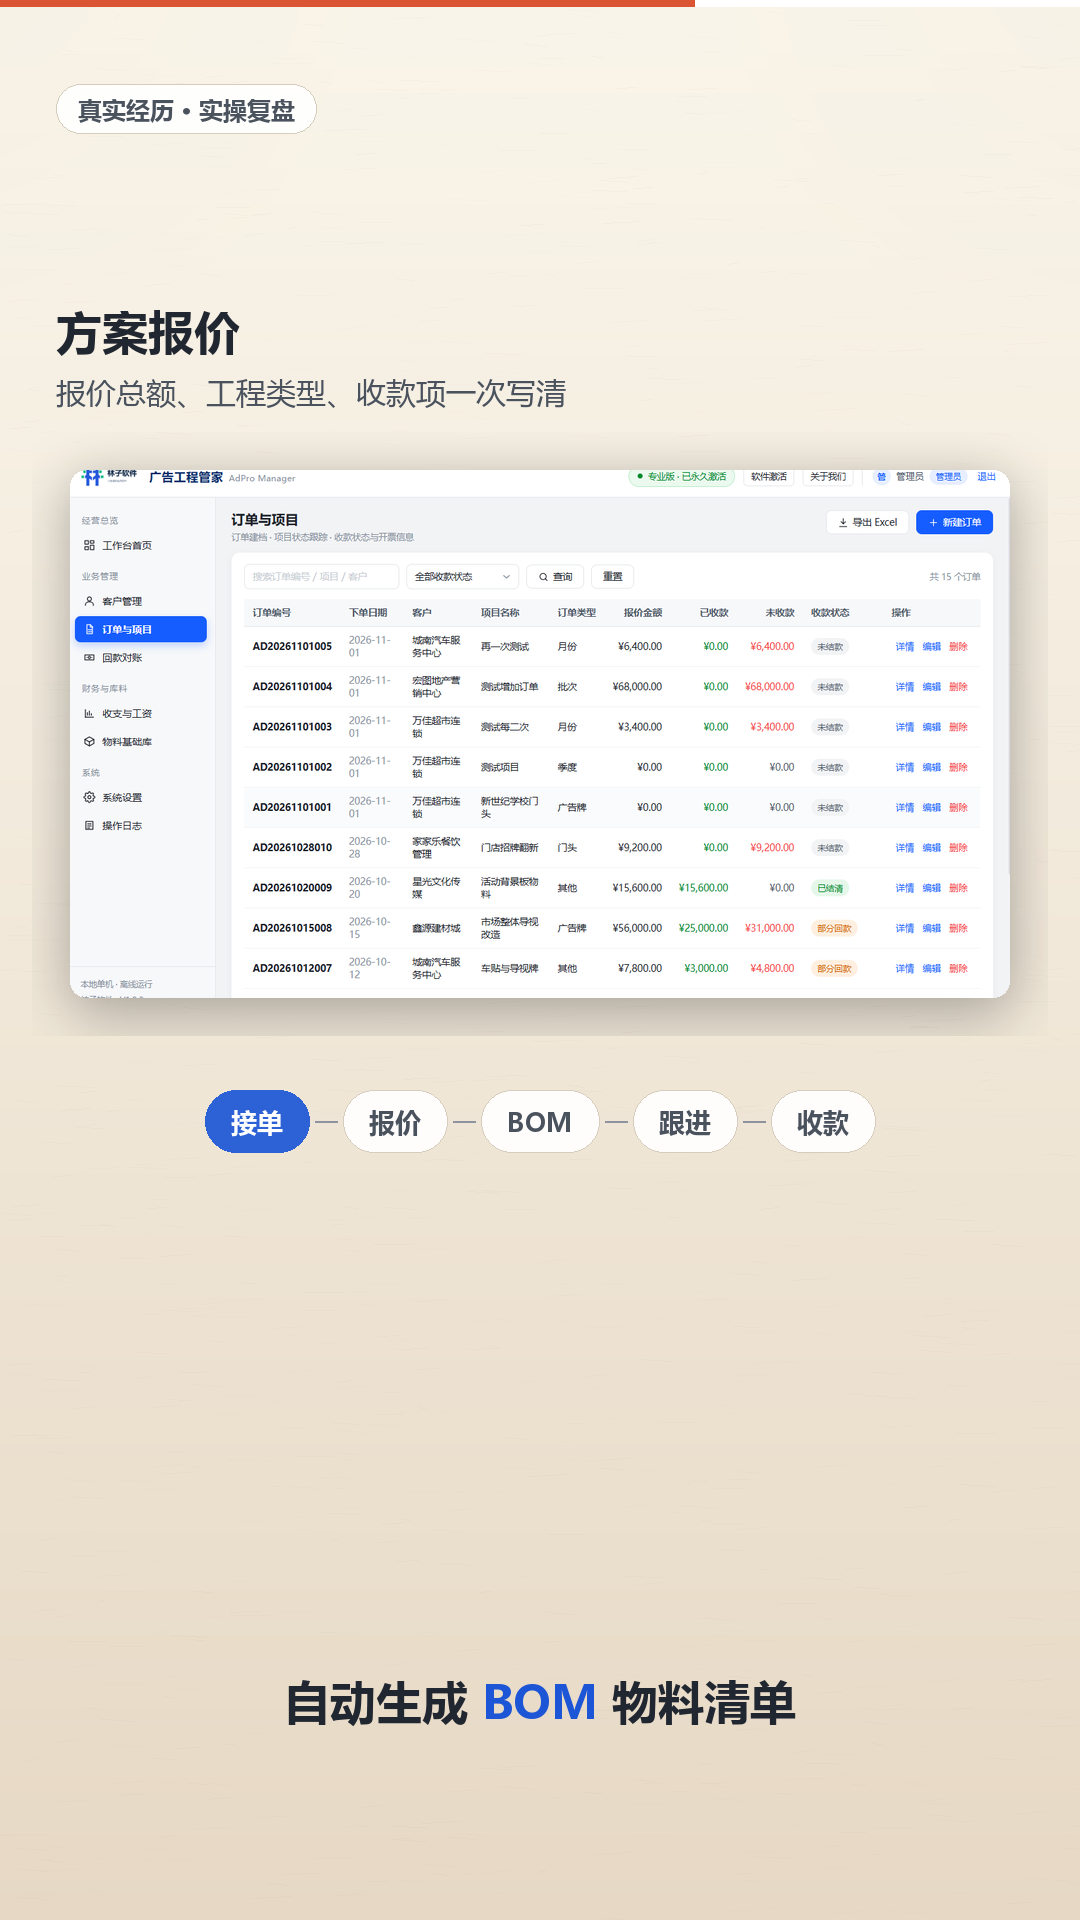 真实经历・实操复盘
方案报价
报价总额、工程类型、收款项一次写清
林子软件 广告工程管家 AdPro Manager 专业版 · 已永久激活 软件激活 关于我们 管 管理员 管理员 退出
经营总览
工作台首页
业务管理
客户管理
订单与项目
回款对账
财务与库料
收支与工资
物料基础库
系统
系统设置
操作日志
本地单机 · 离线运行
订单与项目
订单建档 · 项目状态跟踪 · 收款状态与开票信息
导出 Excel + 新建订单
搜索订单编号 / 项目 / 客户 全部收款状态 查询 重置 共 15 个订单
订单编号 下单日期 客户 项目名称 订单类型 报价金额 已收款 未收款 收款状态 操作
AD20261101005 2026-11-01 城南汽车服务中心 再一次测试 月份 ¥6,400.00 ¥0.00 ¥6,400.00 未结款 详情 编辑 删除
AD20261101004 2026-11-01 宏图地产营销中心 测试增加订单 批次 ¥68,000.00 ¥0.00 ¥68,000.00 未结款 详情 编辑 删除
AD20261101003 2026-11-01 万佳超市连锁 测试每二次 月份 ¥3,400.00 ¥0.00 ¥3,400.00 未结款 详情 编辑 删除
AD20261101002 2026-11-01 万佳超市连锁 测试项目 季度 ¥0.00 ¥0.00 ¥0.00 未结款 详情 编辑 删除
AD20261101001 2026-11-01 万佳超市连锁 新世纪学校门头 广告牌 ¥0.00 ¥0.00 ¥0.00 未结款 详情 编辑 删除
AD20261028010 2026-10-28 家家乐餐饮管理 门店招牌翻新 门头 ¥9,200.00 ¥0.00 ¥9,200.00 未结款 详情 编辑 删除
AD20261020009 2026-10-20 星光文化传媒 活动背景板物料 其他 ¥15,600.00 ¥15,600.00 ¥0.00 已结清 详情 编辑 删除
AD20261015008 2026-10-15 鑫源建材城 市场整体导视改造 广告牌 ¥56,000.00 ¥25,000.00 ¥31,000.00 部分回款 详情 编辑 删除
AD20261012007 2026-10-12 城南汽车服务中心 车贴与导视牌 其他 ¥7,800.00 ¥3,000.00 ¥4,800.00 部分回款 详情 编辑 删除
接单 报价 BOM 跟进 收款
自动生成 BOM 物料清单